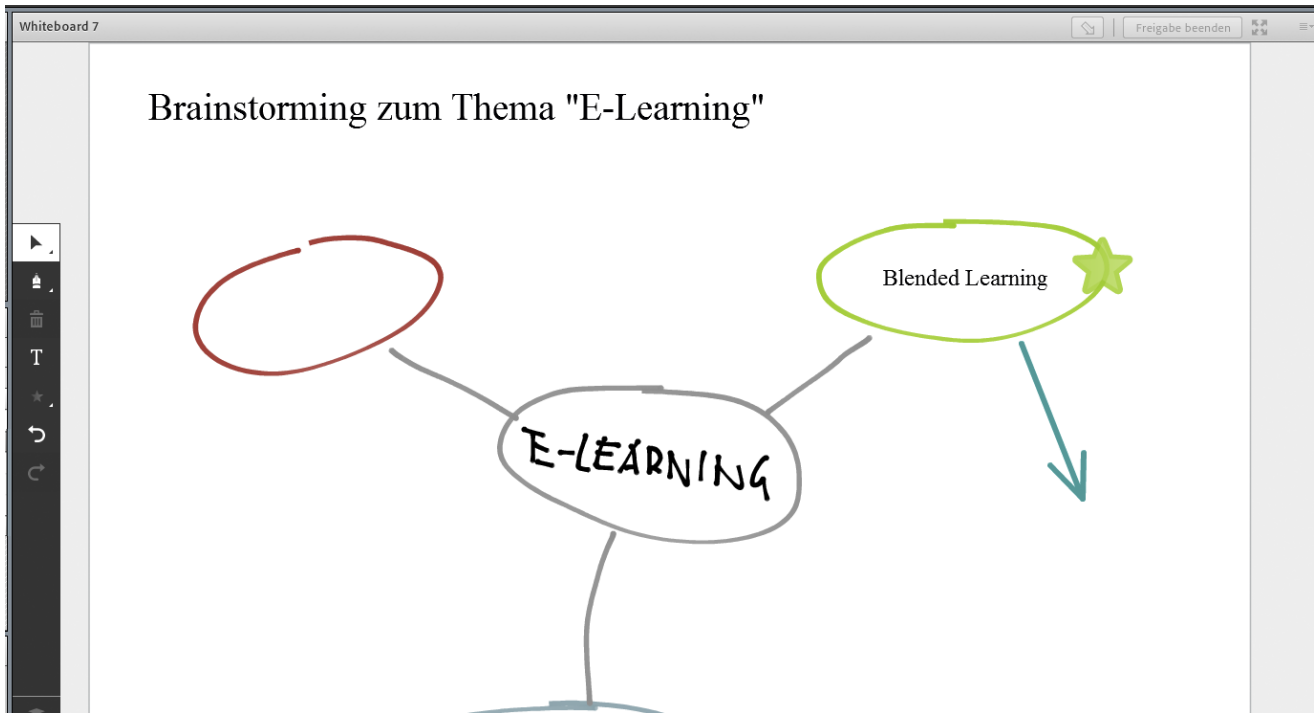 Whiteboard 7
Freigabe beenden
Brainstorming zum Thema "E-Learning"
Blended Learning
E-LEARNING
T